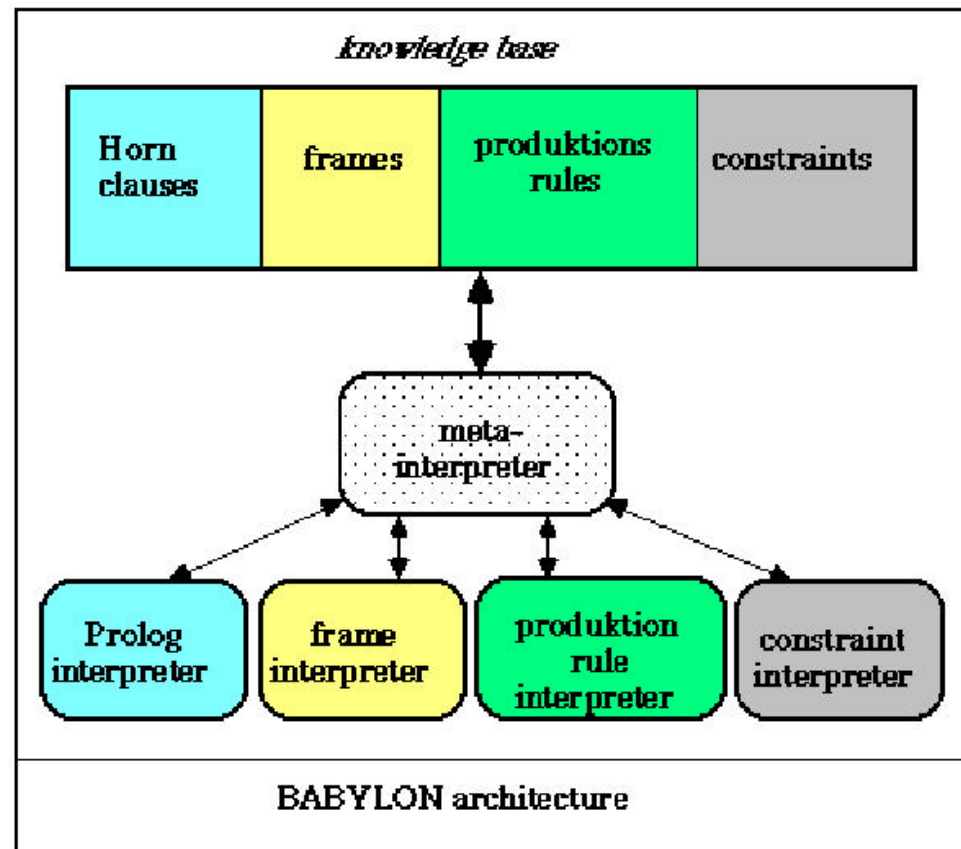 knowledge base
Horn
clauses
frames
produktions
rules
constraints
meta-
interpreter
Prolog
interpreter
frame
interpreter
produktion
rule
interpreter
constraint
interpreter
BABYLON architecture